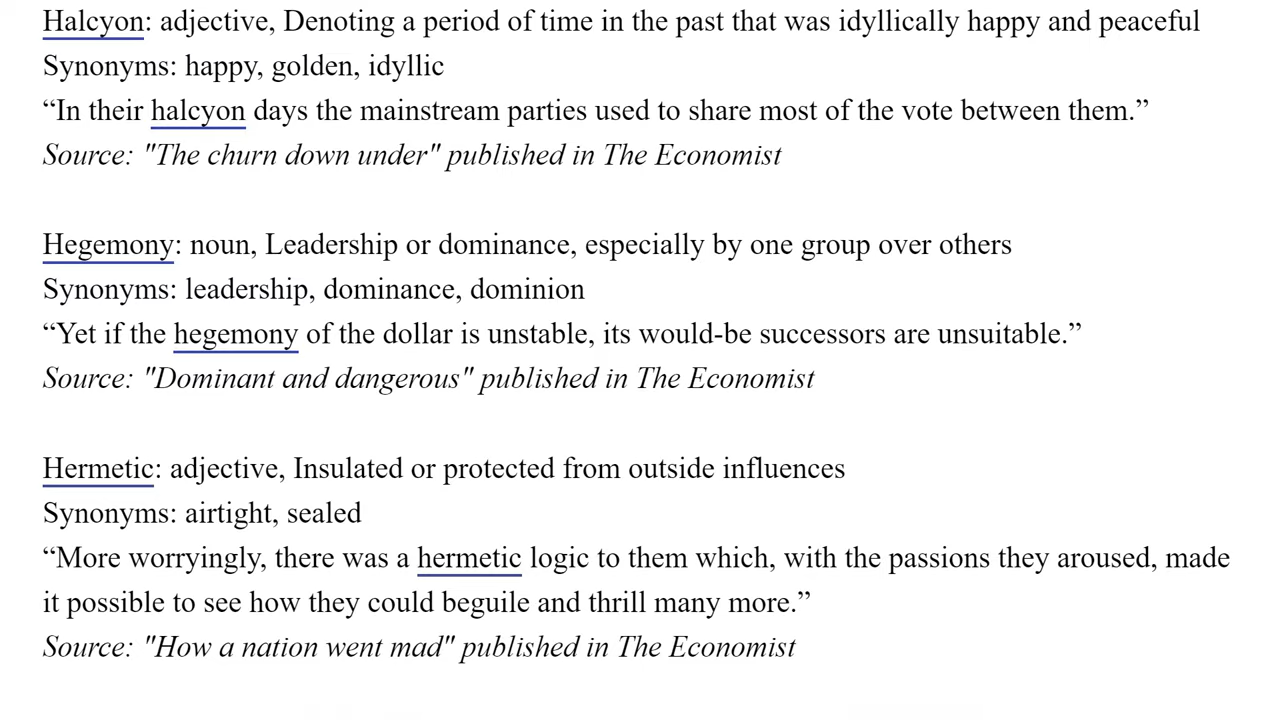 Halcyon: adjective, Denoting a period of time in the past that was idyllically happy and peaceful
Synonyms: happy, golden, idyllic
“In their halcyon days the mainstream parties used to share most of the vote between them.”
Source: "The churn down under" published in The Economist
Hegemony: noun, Leadership or dominance, especially by one group over others
Synonyms: leadership, dominance, dominion
“Yet if the hegemony of the dollar is unstable, its would-be successors are unsuitable.”
Source: "Dominant and dangerous" published in The Economist
Hermetic: adjective, Insulated or protected from outside influences
Synonyms: airtight, sealed
“More worryingly, there was a hermetic logic to them which, with the passions they aroused, made
it possible to see how they could beguile and thrill many more.”
Source: "How a nation went mad" published in The Economist